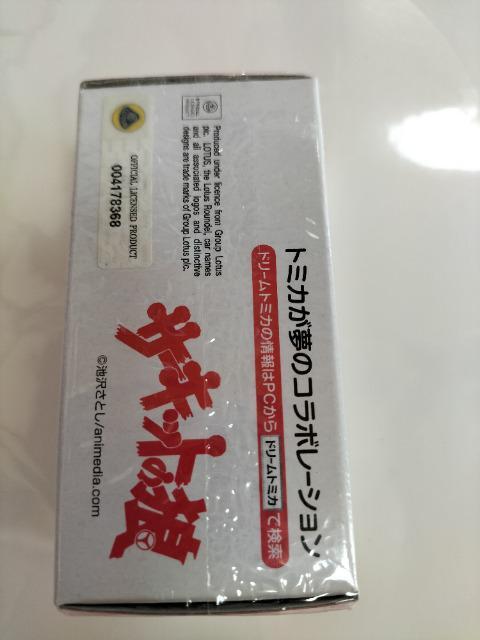 トミカが夢のコラボレーション
ドリームトミカの情報はPCから ドリームトミカ で検索
サーキットの狼
©池沢さとし/animedia.com
Produced under licence from Group Lotus
plc. LOTUS, the Lotus Roundel, car names
and all associated logos and distinctive
designs are trade marks of Group Lotus plc.
OFFICIAL LICENSED PRODUCT
004178368